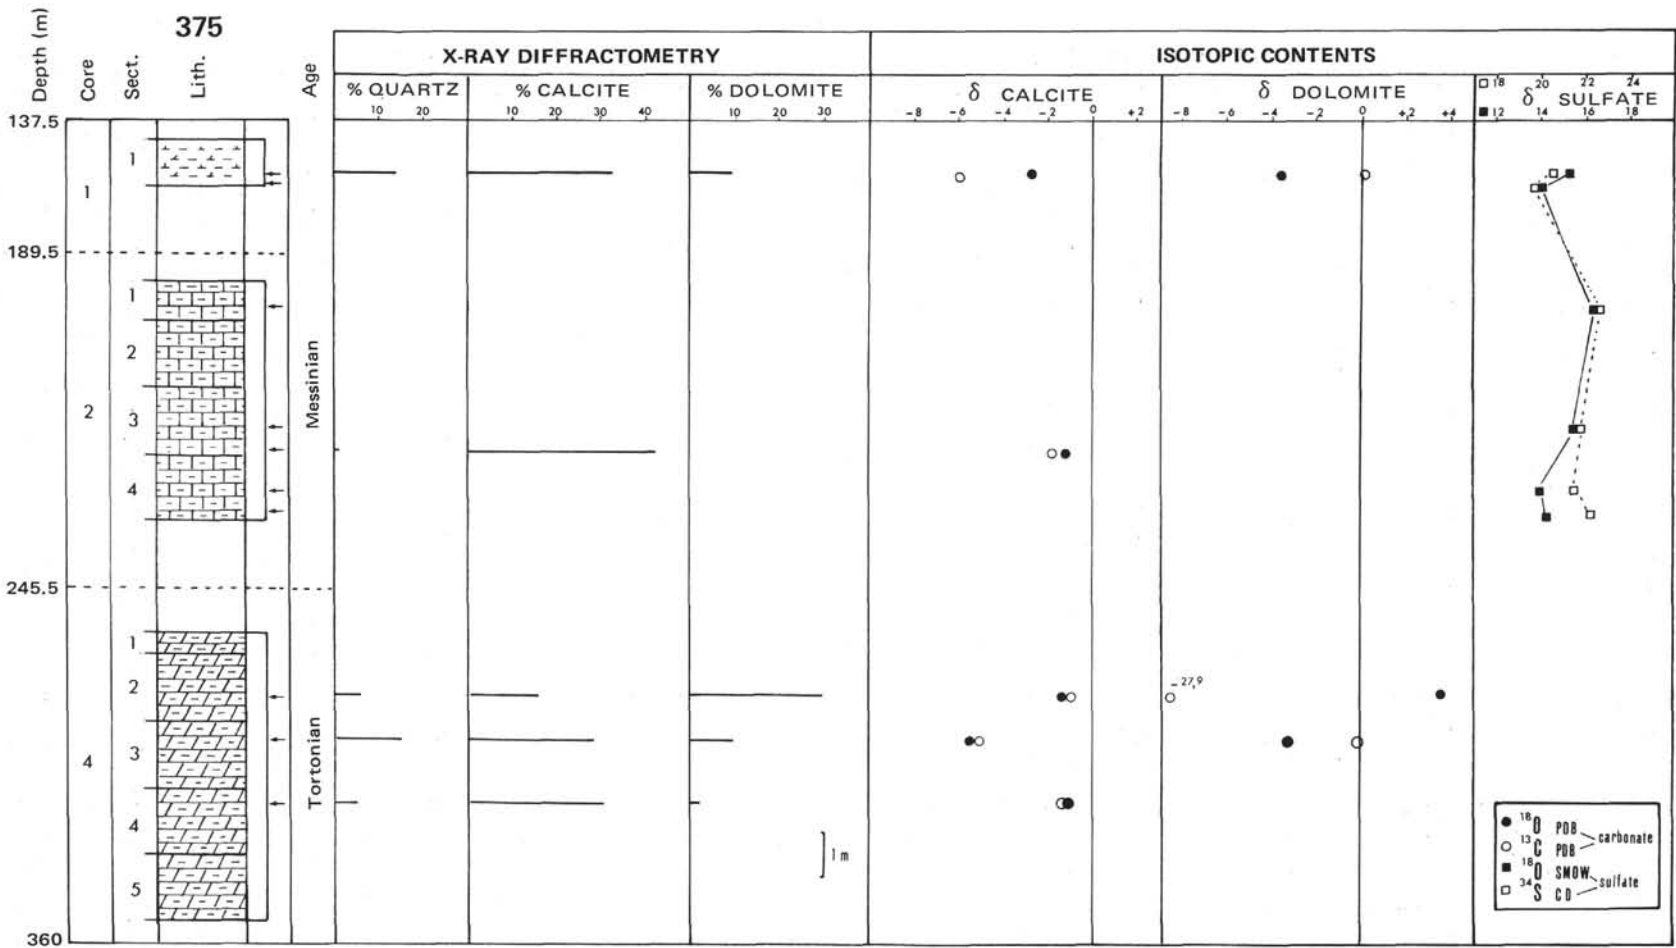 375
Depth (m)
Core
Sect.
Lith.
Age
X-RAY DIFFRACTOMETRY
ISOTOPIC CONTENTS
% QUARTZ
% CALCITE
% DOLOMITE
δ CALCITE
δ DOLOMITE
δ SULFATE
10 20
10 20 30 40
10 20 30
-8 -6 -4 -2 0 +2
-8 -6 -4 -2 0 +2 +4
18 20 22 24
12 14 16 18
137.5
1
1
189.5
1
2
2
3
4
Messinian
245.5
1
2
-27,9
3
4
4
5
Tortonian
1 m
360
18 O PDB
13 C PDB
carbonate
18 O SMOW
34 S CD
sulfate